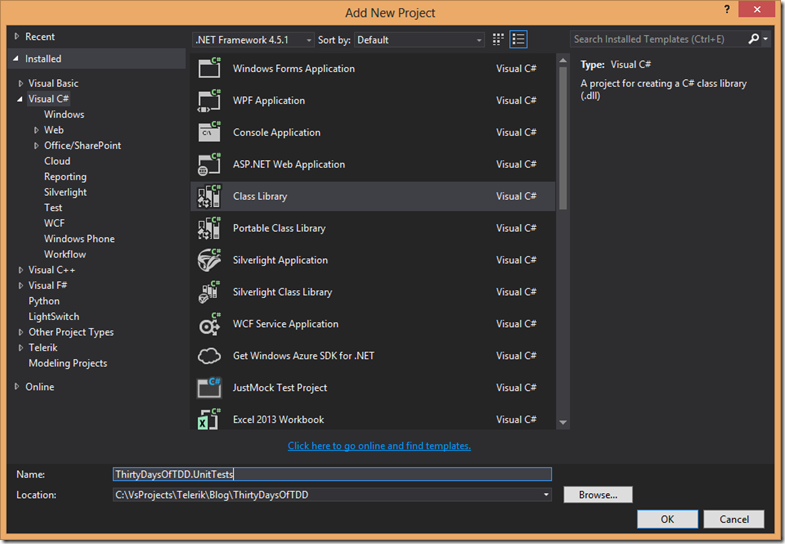 Add New Project
?
Recent
Installed
Visual Basic
Visual C#
Windows
Web
Office/SharePoint
Cloud
Reporting
Silverlight
Test
WCF
Windows Phone
Workflow
Visual C++
Visual F#
Python
LightSwitch
Other Project Types
Telerik
Modeling Projects
Online
.NET Framework 4.5.1 Sort by: Default
Windows Forms Application Visual C#
WPF Application Visual C#
Console Application Visual C#
ASP.NET Web Application Visual C#
Class Library Visual C#
Portable Class Library Visual C#
Silverlight Application Visual C#
Silverlight Class Library Visual C#
WCF Service Application Visual C#
Get Windows Azure SDK for .NET Visual C#
JustMock Test Project Visual C#
Excel 2013 Workbook Visual C#
Click here to go online and find templates.
Search Installed Templates (Ctrl+E)
Type: Visual C#
A project for creating a C# class library
(.dll)
Name: ThirtyDaysOfTDD.UnitTests
Location: C:\VsProjects\Telerik\Blog\ThirtyDaysOfTDD
Browse...
OK Cancel